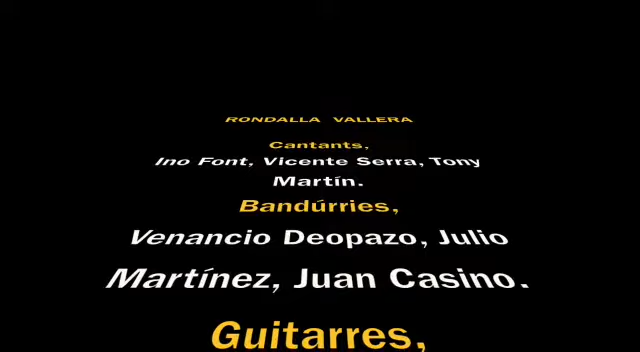 RONDALLA VALLERA
Cantants,
Ino Font, Vicente Serra, Tony
Martín.
Bandúrries,
Venancio Deopazo, Julio
Martínez, Juan Casino.
Guitarres,